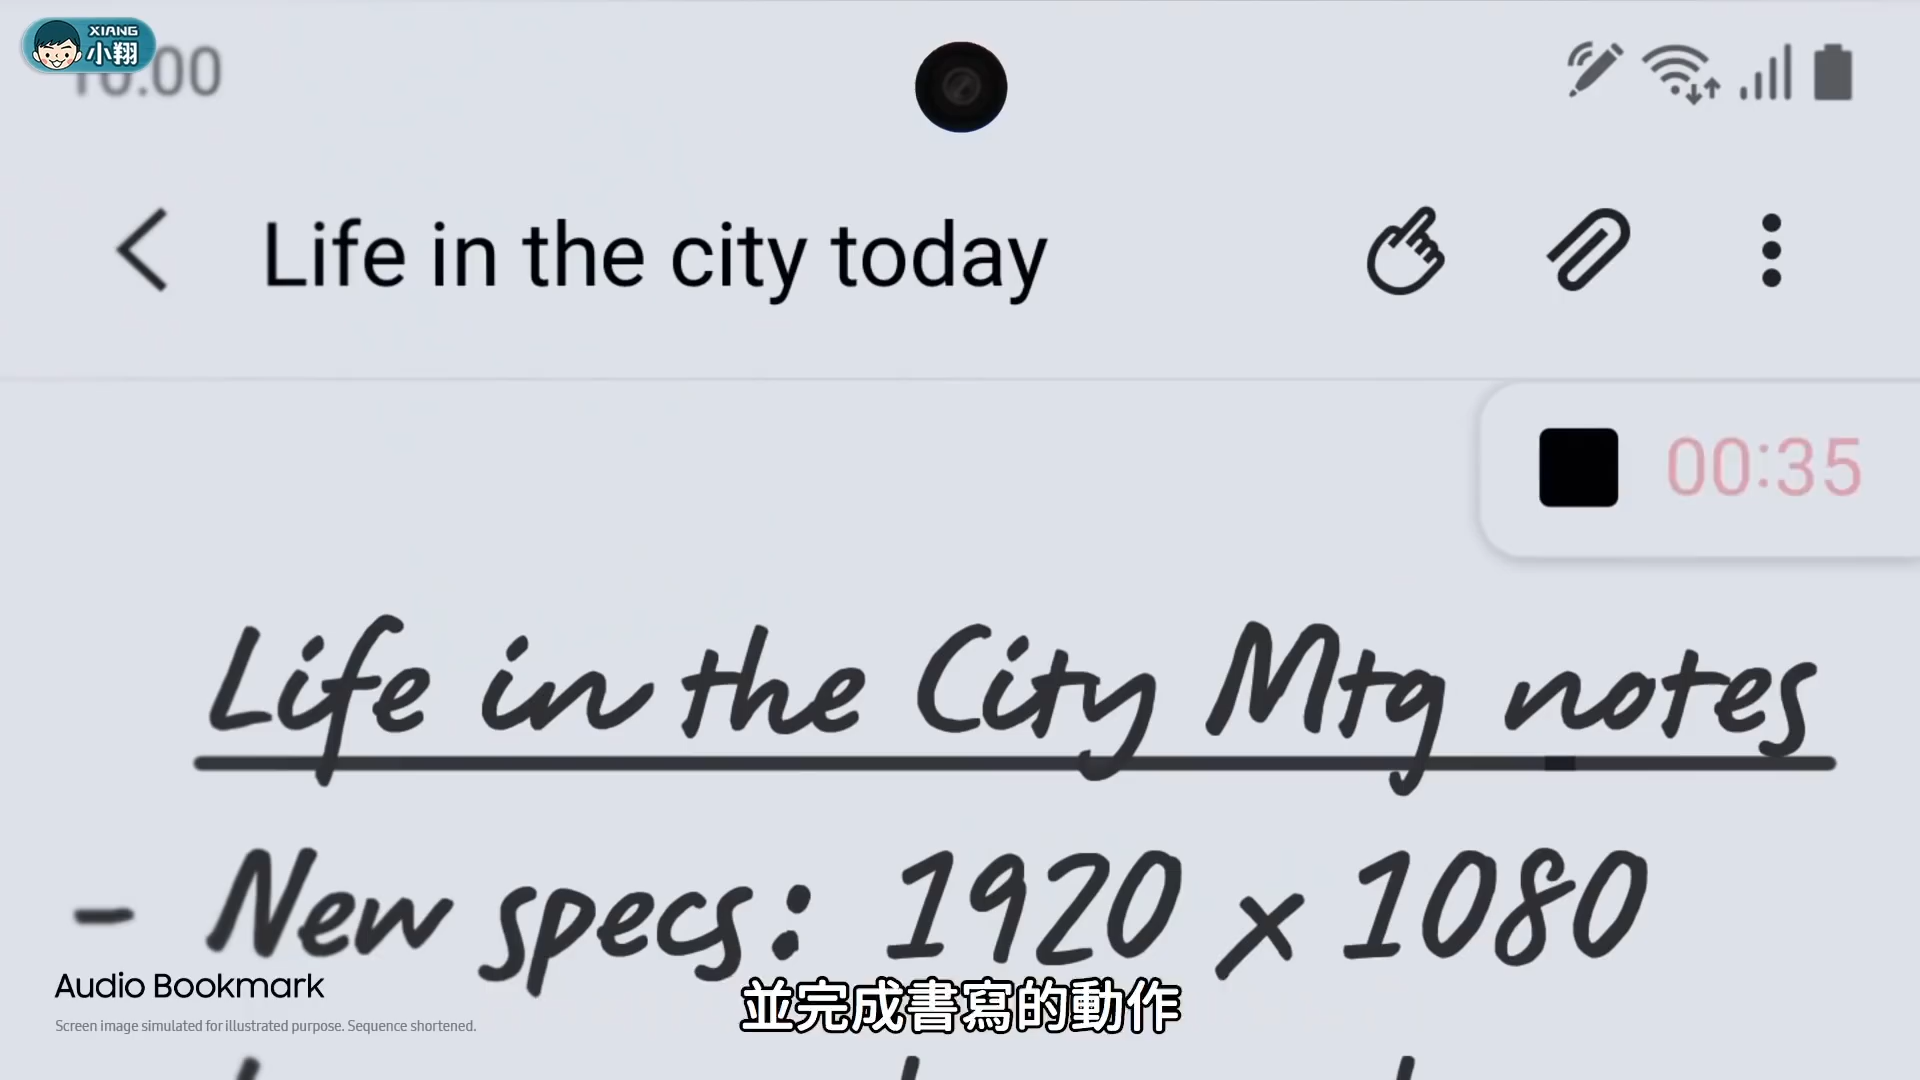 XIANG
小翔
10:00
Life in the city today
00:35
Life in the City Mtg notes
- New specs: 1920 x 1080
Audio Bookmark
並完成書寫的動作
Screen image simulated for illustrated purpose. Sequence shortened.